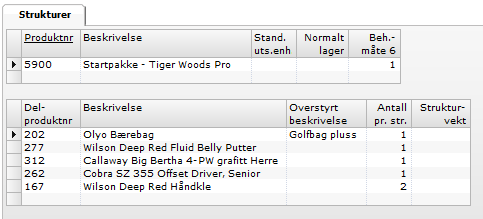 Strukturer
Produktnr Beskrivelse Stand. uts.enh Normalt lager Beh.- måte 6
5900 Startpakke - Tiger Woods Pro 1
Del- produktnr Beskrivelse Overstyrt beskrivelse Antall pr. str. Struktur- vekt
202 Olyo Bærebag Golfbag pluss 1
277 Wilson Deep Red Fluid Belly Putter 1
312 Callaway Big Bertha 4-PW grafitt Herre 1
262 Cobra SZ 355 Offset Driver, Senior 1
167 Wilson Deep Red Håndkle 2